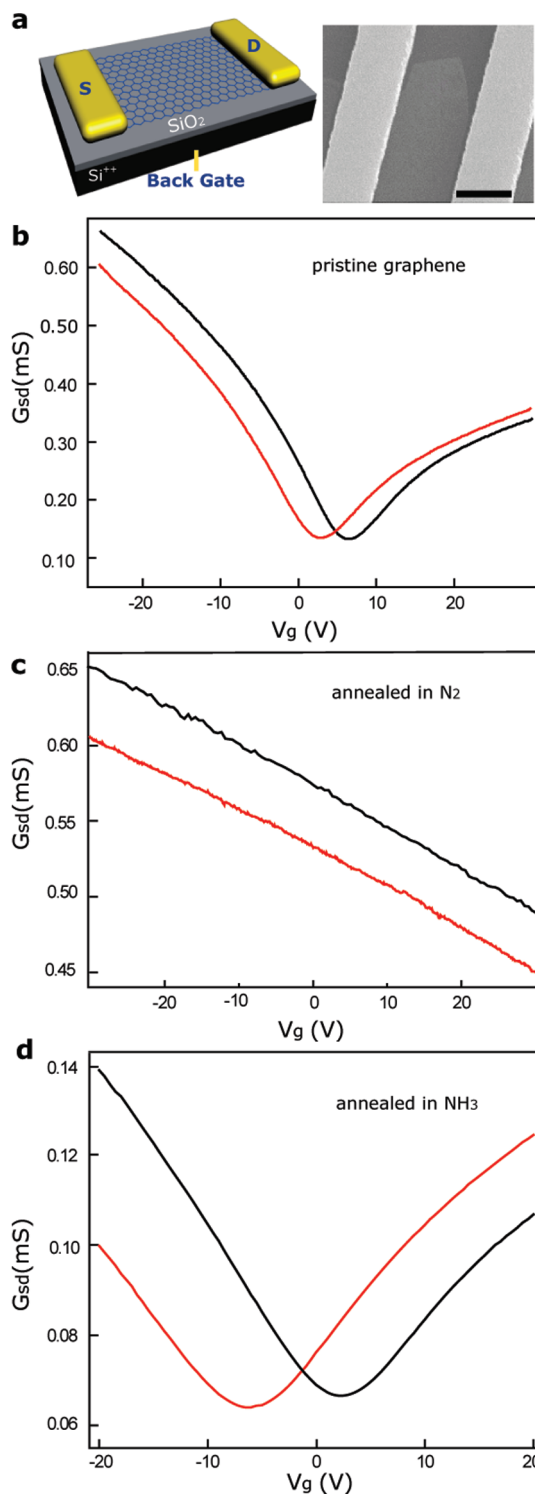 a
S
D
SiO2
Si++
Back Gate
b
pristine graphene
Gsd(mS)
0.60
0.50
0.40
0.30
0.20
0.10
-20 -10 0 10 20
Vg (V)
c
annealed in N2
Gsd(mS)
0.65
0.60
0.55
0.50
0.45
-20 -10 0 10 20
Vg (V)
d
annealed in NH3
Gsd(mS)
0.14
0.12
0.10
0.08
0.06
-20 -10 0 10 20
Vg (V)